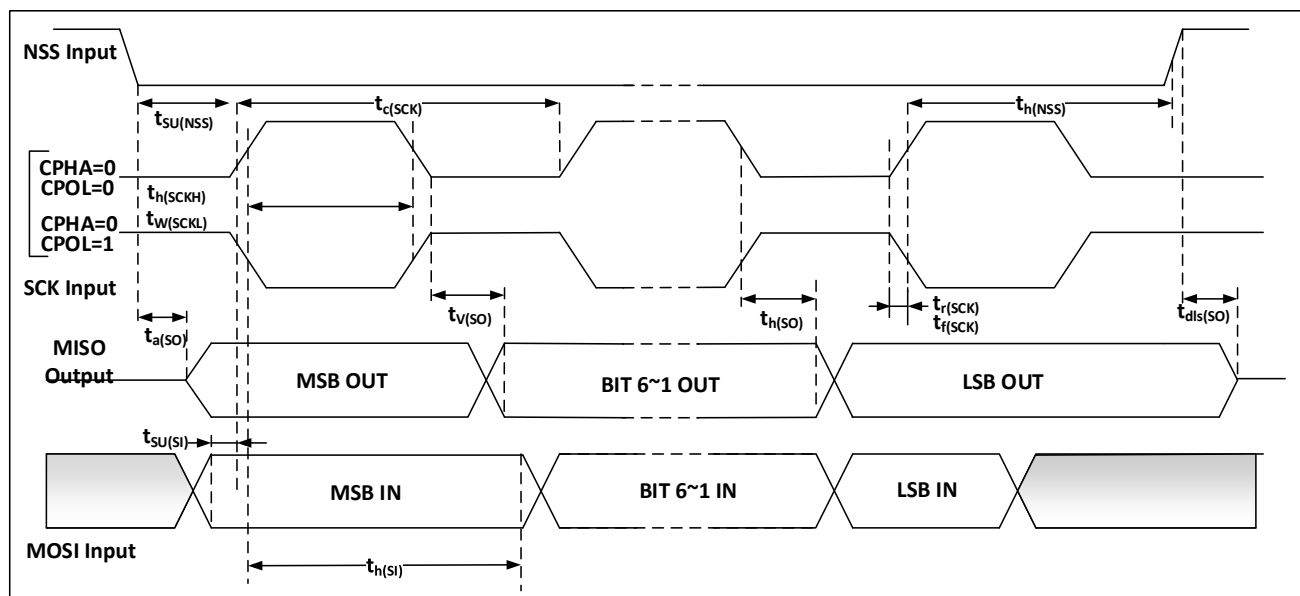 NSS Input
tSU(NSS)
tc(SCK)
th(NSS)
CPHA=0
CPOL=0
th(SCKH)
tW(SCKL)
CPHA=0
CPOL=1
SCK Input
ta(SO)
tV(SO)
th(SO)
tr(SCK)
tf(SCK)
tdls(SO)
MISO
Output
MSB OUT
BIT 6~1 OUT
LSB OUT
tSU(SI)
MSB IN
BIT 6~1 IN
LSB IN
MOSI Input
th(SI)